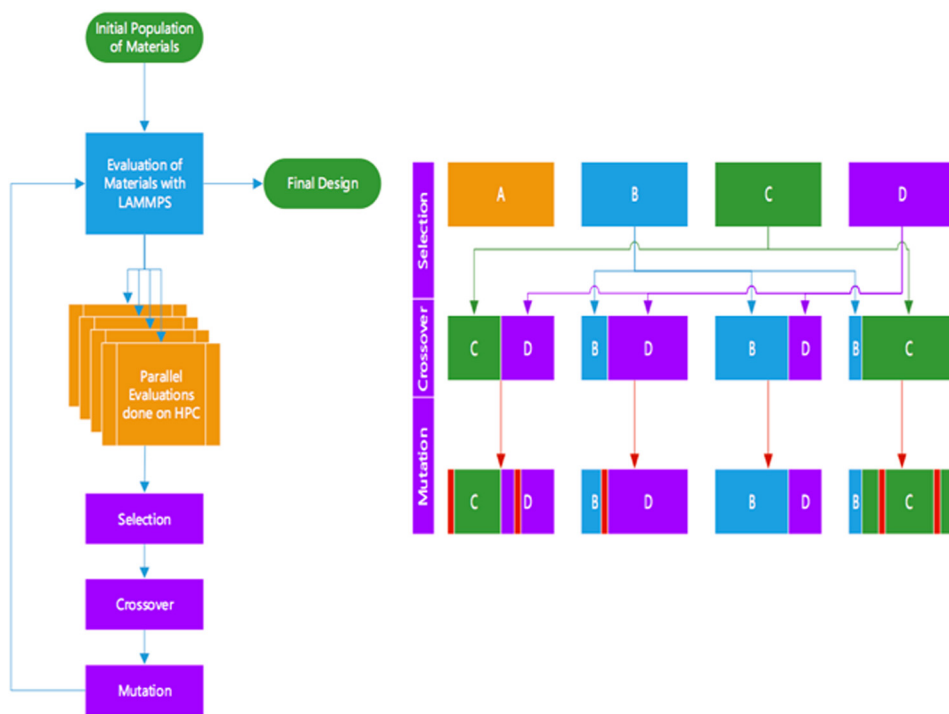 Initial Population
of Materials
Evaluation of
Materials with
LAMMPS
Final Design
Parallel
Evaluations
done on HPC
Selection
Crossover
Mutation
Selection
A
B
C
D
Crossover
C
D
B
D
B
D
B
C
Mutation
C
D
B
D
B
D
B
C